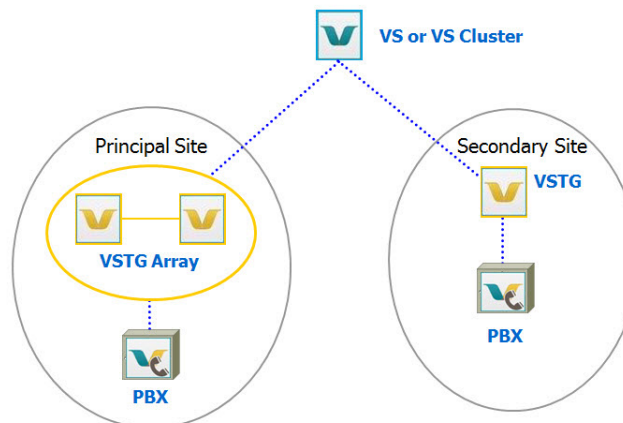 VS or VS Cluster
Principal Site
Secondary Site
VSTG
VSTG Array
PBX
PBX